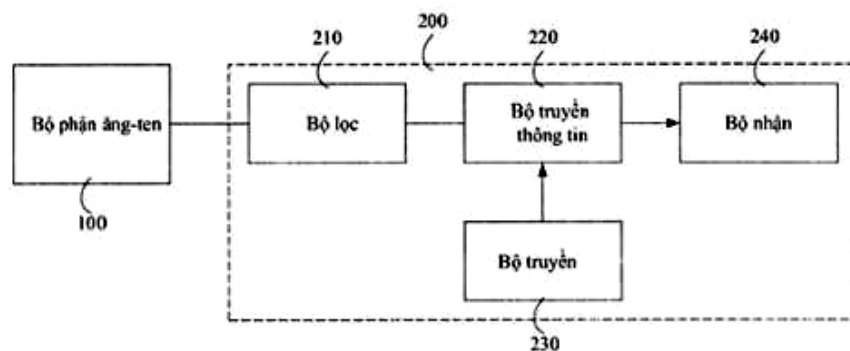 200
210
220
240
Bộ phận ăng-ten
Bộ lọc
Bộ truyền
thông tin
Bộ nhận
100
Bộ truyền
230